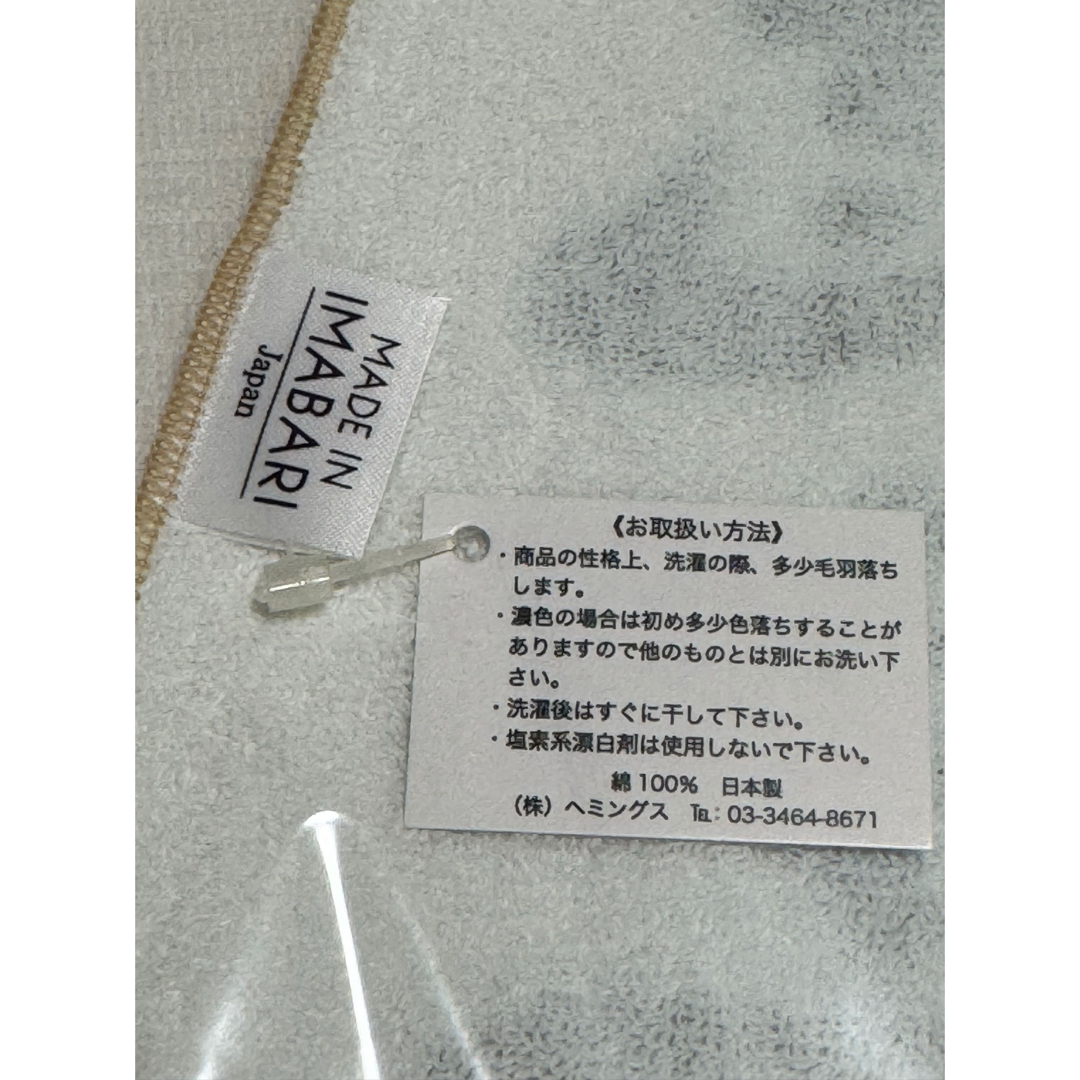 MADE IN
IMABARI
Japan
《お取扱い方法》
・商品の性格上、洗濯の際、多少毛羽落ち
します。
・濃色の場合は初め多少色落ちすることが
ありますので他のものとは別にお洗い下
さい。
・洗濯後はすぐに干して下さい。
・塩素系漂白剤は使用しないで下さい。
綿100% 日本製
(株)ヘミングス ℡:03-3464-8671